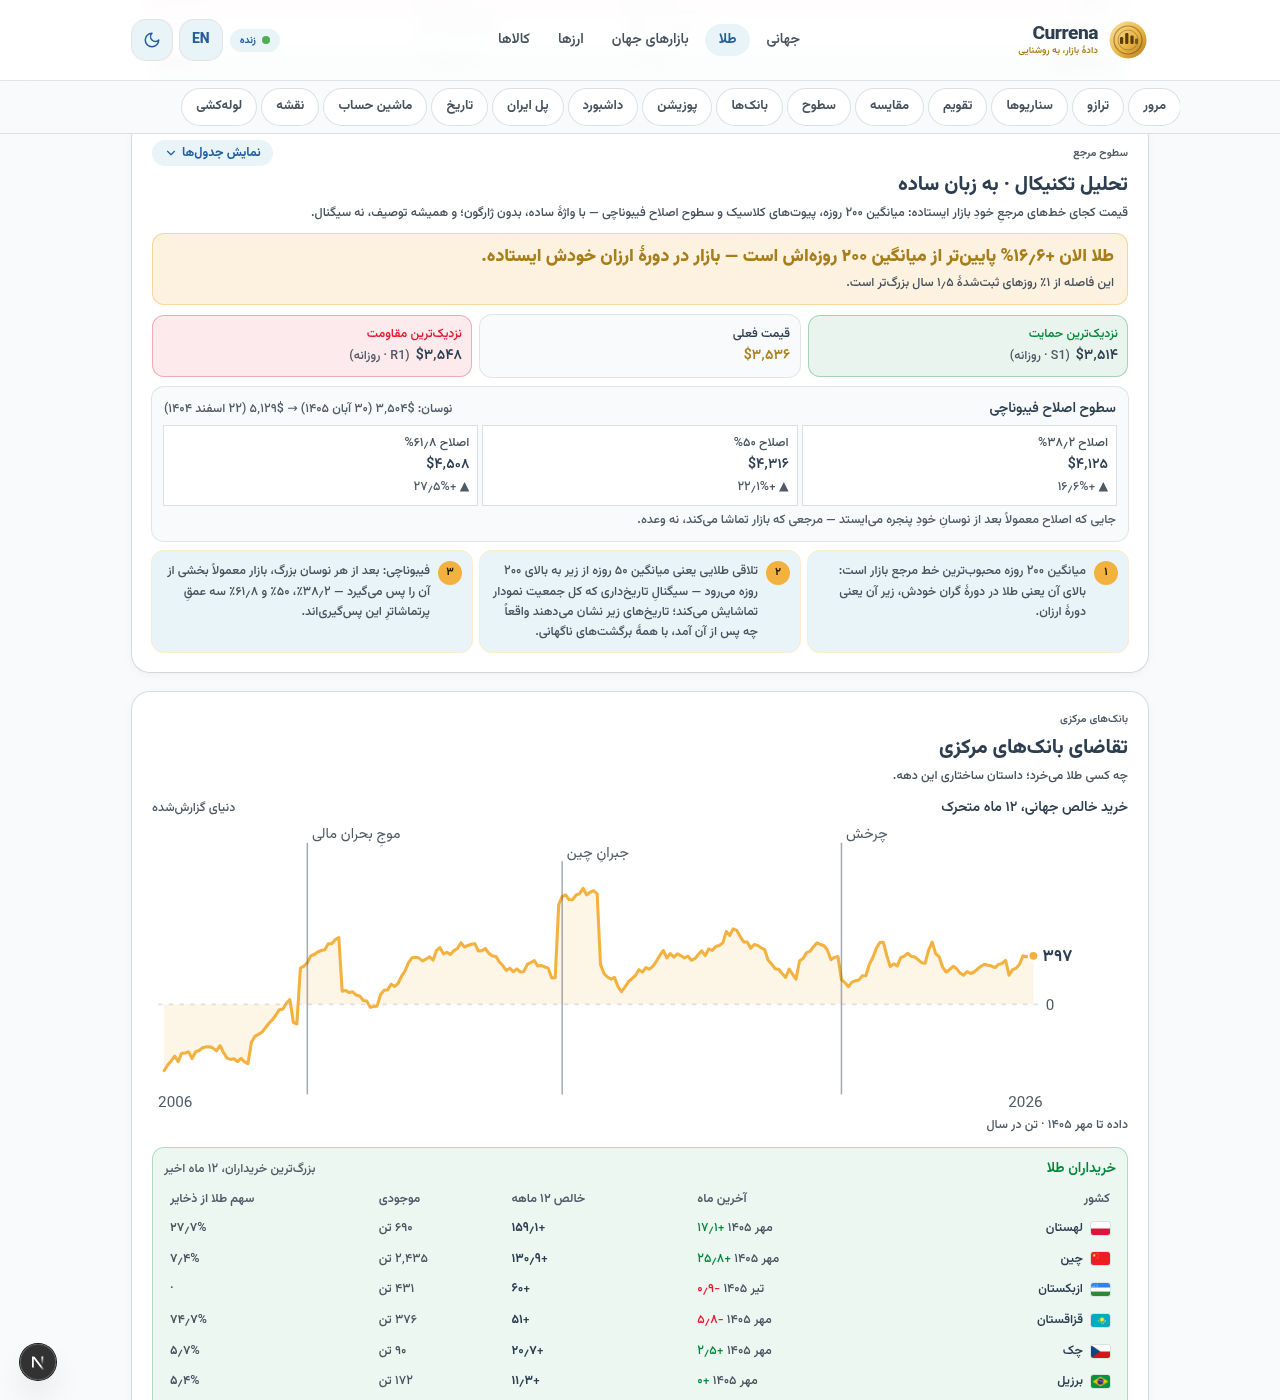 Currena
دادهٔ بازار، به روشنایی
جهانی
طلا
بازارهای جهان
ارزها
کالاها
زنده
EN
مرور
ترازو
سناریوها
تقویم
مقایسه
سطوح
بانک‌ها
پوزیشن
داشبورد
پل ایران
تاریخ
ماشین حساب
نقشه
لوله‌کشی
سطوح مرجع
نمایش جدول‌ها
تحلیل تکنیکال · به زبان ساده
قیمت کجای خط‌های مرجع خودِ بازار ایستاده: میانگین ۲۰۰ روزه، پیوت‌های کلاسیک و سطوح اصلاح فیبوناچی — با واژهٔ ساده، بدون ژارگون؛ و همیشه توصیف، نه سیگنال.
طلا الان +۱۶٫۶% پایین‌تر از میانگین ۲۰۰ روزه‌اش است — بازار در دورهٔ ارزان خودش ایستاده.
این فاصله از ۱٪ روزهای ثبت‌شدهٔ ۱٫۵ سال بزرگ‌تر است.
نزدیک‌ترین حمایت
$۳,۵۱۴ (S1 · روزانه)
قیمت فعلی
$۳,۵۳۶
نزدیک‌ترین مقاومت
$۳,۵۴۸ (R1 · روزانه)
سطوح اصلاح فیبوناچی
نوسان: ۳,۵۰۴$ (۳۰ آبان ۱۴۰۵) → ۵,۱۲۹$ (۲۲ اسفند ۱۴۰۴)
اصلاح ۳۸٫۲%
$۴,۱۲۵
▲ +۱۶٫۶%
اصلاح ۵۰%
$۴,۳۱۶
▲ +۲۲٫۱%
اصلاح ۶۱٫۸%
$۴,۵۰۸
▲ +۲۷٫۵%
جایی که اصلاح معمولاً بعد از نوسانِ خودِ پنجره می‌ایستد — مرجعی که بازار تماشا می‌کند، نه وعده.
۱
میانگین ۲۰۰ روزه محبوب‌ترین خط مرجع بازار است:
بالای آن یعنی طلا در دورهٔ گران خودش، زیر آن یعنی
دورهٔ ارزان.
۲
تلاقی طلایی یعنی میانگین ۵۰ روزه از زیر به بالای ۲۰۰
روزه می‌رود — سیگنالِ تاریخ‌داری که کل جمعیت نمودار
تماشایش می‌کند؛ تاریخ‌های زیر نشان می‌دهند واقعاً
چه پس از آن آمد، با همهٔ برگشت‌های ناگهانی.
۳
فیبوناچی: بعد از هر نوسان بزرگ، بازار معمولاً بخشی از
آن را پس می‌گیرد — ۳۸٫۲٪، ۵۰٪ و ۶۱٫۸٪ سه عمقِ
پرتماشاترِ این پس‌گیری‌اند.
بانک‌های مرکزی
تقاضای بانک‌های مرکزی
چه کسی طلا می‌خرد؛ داستان ساختاری این دهه.
خرید خالص جهانی، ۱۲ ماه متحرک
دنیای گزارش‌شده
موجِ بحران مالی
جبرانِ چین
چرخش
۳۹۷
0
2006
2026
داده تا مهر ۱۴۰۵ · تن در سال
خریداران طلا
بزرگ‌ترین خریداران، ۱۲ ماه اخیر
کشور
آخرین ماه
خالص ۱۲ ماهه
موجودی
سهم طلا از ذخایر
لهستان
مهر ۱۴۰۵ +۱۷٫۱
+۱۵۹٫۱
۶۹۰ تن
۲۷٫۷%
چین
مهر ۱۴۰۵ +۲۵٫۸
+۱۳۰٫۹
۲,۴۳۵ تن
۷٫۴%
ازبکستان
تیر ۱۴۰۵ −۰٫۹
+۶۰
۴۳۱ تن
·
قزاقستان
مهر ۱۴۰۵ −۵٫۸
+۵۱
۳۷۶ تن
۷۴٫۷%
چک
مهر ۱۴۰۵ +۲٫۵
+۲۰٫۷
۹۰ تن
۵٫۷%
برزیل
مهر ۱۴۰۵ +۰
+۱۱٫۳
۱۷۲ تن
۵٫۴%